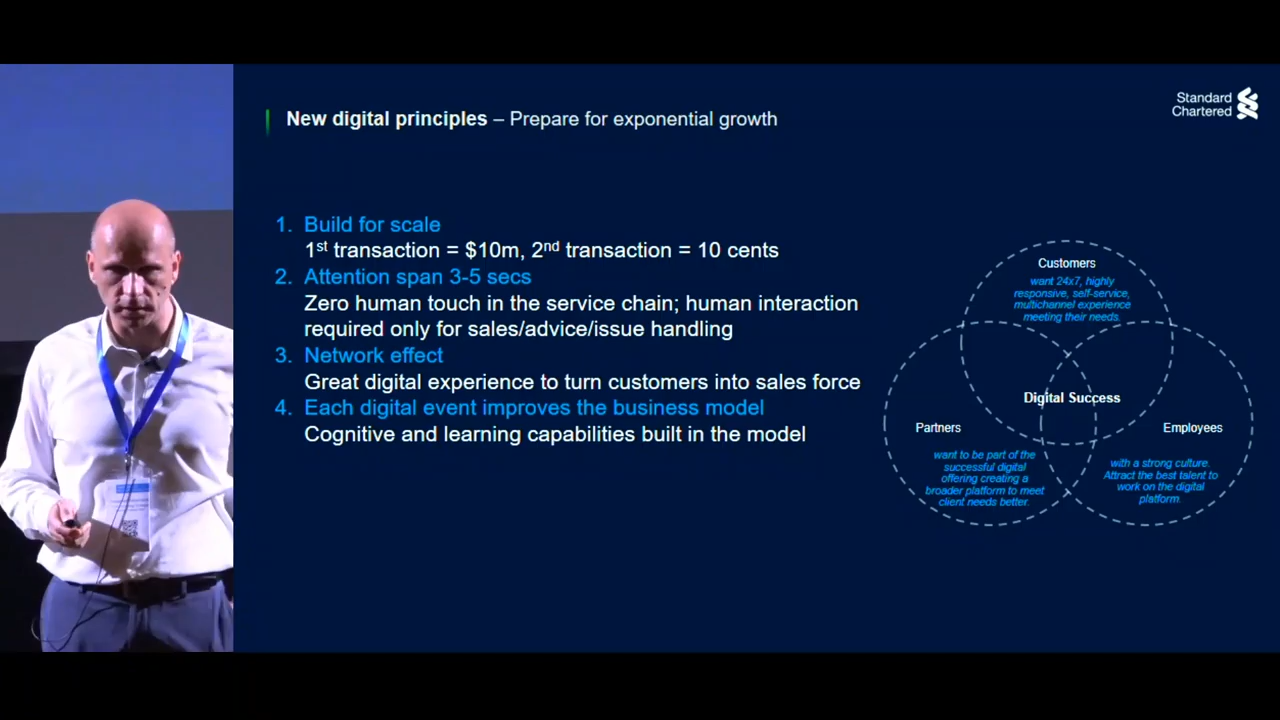 New digital principles – Prepare for exponential growth
Standard
Chartered
1. Build for scale
1st transaction = $10m, 2nd transaction = 10 cents
2. Attention span 3-5 secs
Zero human touch in the service chain; human interaction
required only for sales/advice/issue handling
3. Network effect
Great digital experience to turn customers into sales force
4. Each digital event improves the business model
Cognitive and learning capabilities built in the model
Customers
want 24x7, highly
responsive, self-service,
multichannel experience
meeting their needs.
Digital Success
Partners
want to be part of the
successful digital
offering creating a
broader platform to meet
client needs better.
Employees
with a strong culture.
Attract the best talent to
work on the digital
platform.